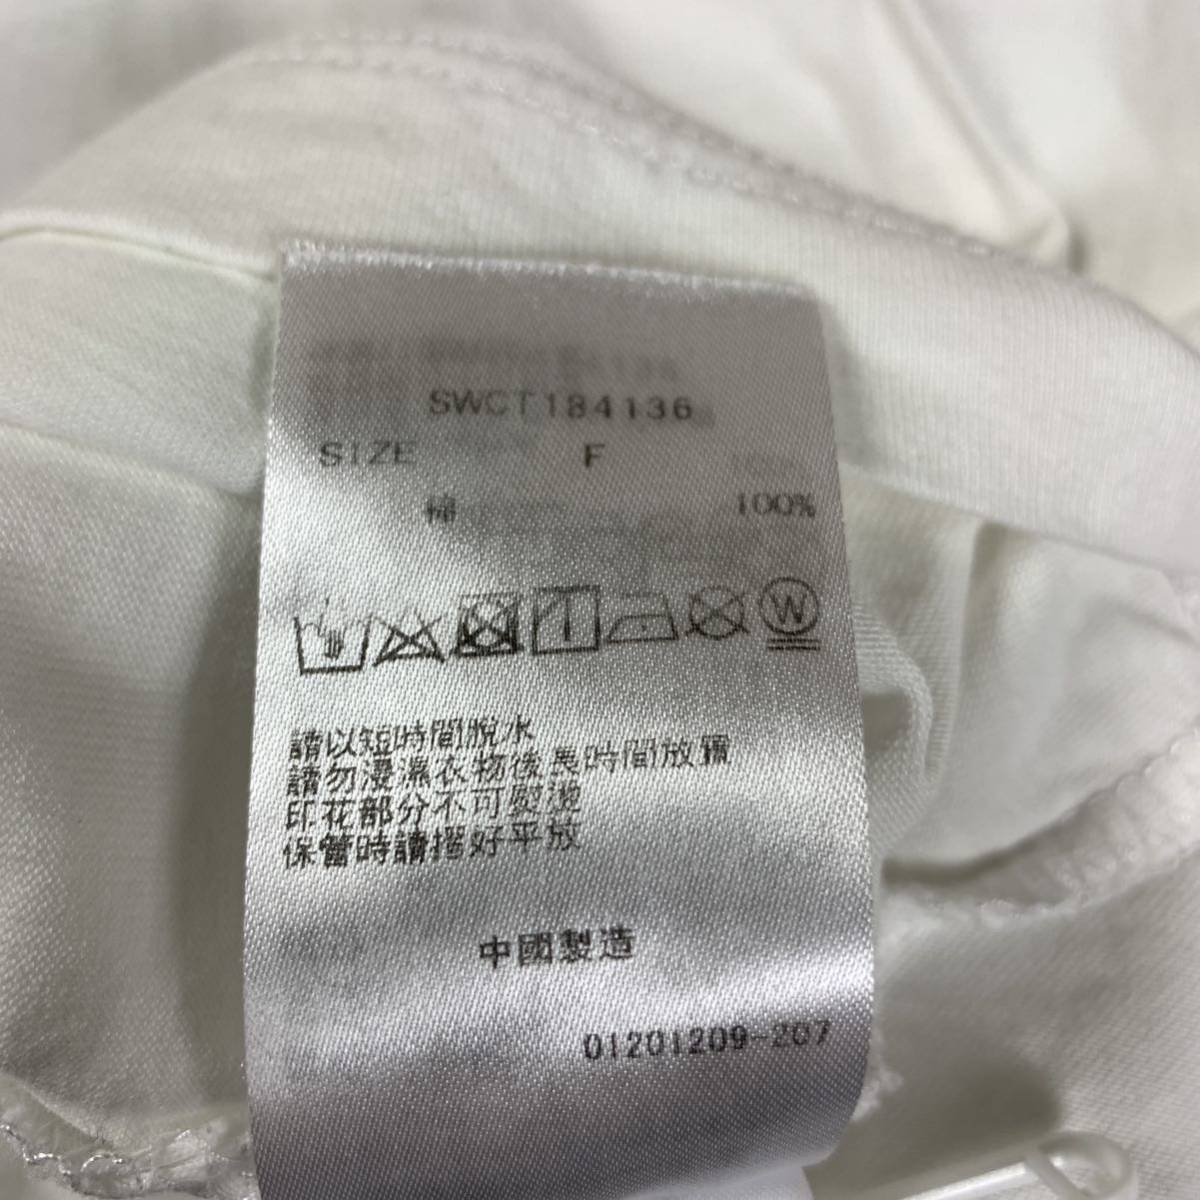 SWCT184136
SIZE F
棉 100%
W
請以短時間脫水
請勿浸濕衣物後長時間放置
印花部分不可熨燙
保管時請摺好平放
中國製造
01201209-207